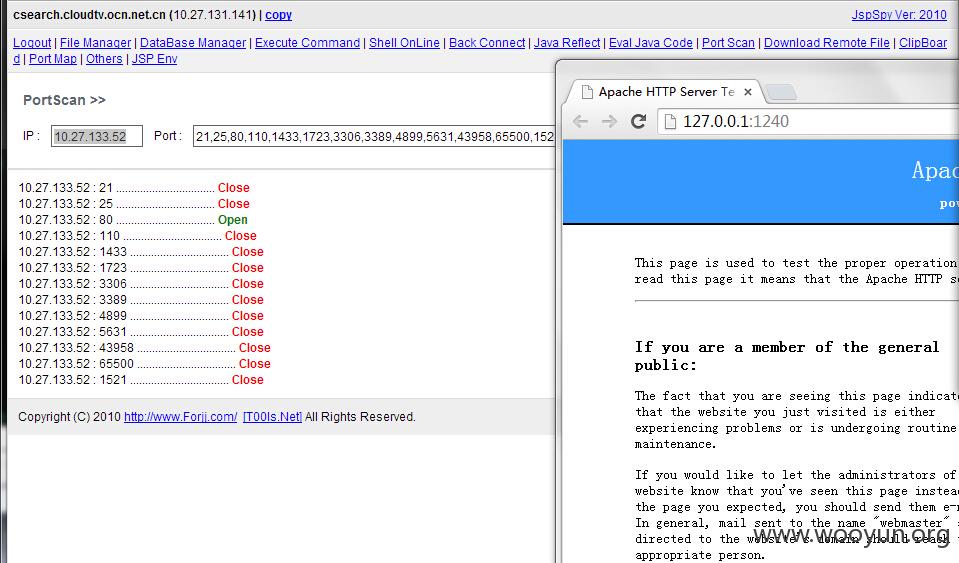 csearch.cloudtv.ocn.net.cn (10.27.131.141) | copy
JspSpy Ver: 2010
Logout | File Manager | DataBase Manager | Execute Command | Shell OnLine | Back Connect | Java Reflect | Eval Java Code | Port Scan | Download Remote File | ClipBoar
d | Port Map | Others | JSP Env
PortScan >>
IP : 10.27.133.52 Port : 21,25,80,110,1433,1723,3306,3389,4899,5631,43958,65500,152
10.27.133.52 : 21 ................................. Close
10.27.133.52 : 25 ................................. Close
10.27.133.52 : 80 ................................. Open
10.27.133.52 : 110 ................................. Close
10.27.133.52 : 1433 ................................. Close
10.27.133.52 : 1723 ................................. Close
10.27.133.52 : 3306 ................................. Close
10.27.133.52 : 3389 ................................. Close
10.27.133.52 : 4899 ................................. Close
10.27.133.52 : 5631 ................................. Close
10.27.133.52 : 43958 ................................. Close
10.27.133.52 : 65500 ................................. Close
10.27.133.52 : 1521 ................................. Close
Copyright (C) 2010 http://www.Forjj.com/ [T00ls.Net] All Rights Reserved.
Apache HTTP Server Te
127.0.0.1:1240
Apac
pov
This page is used to test the proper operation
read this page it means that the Apache HTTP se
If you are a member of the general
public:
The fact that you are seeing this page indicate
that the website you just visited is either
experiencing problems or is undergoing routine
maintenance.
If you would like to let the administrators of
website know that you've seen this page instea
the page you expected, you should send them e-m
In general, mail sent to the name "webmaster"
directed to the website's domain should reach
appropriate person.
www.wooyun.org